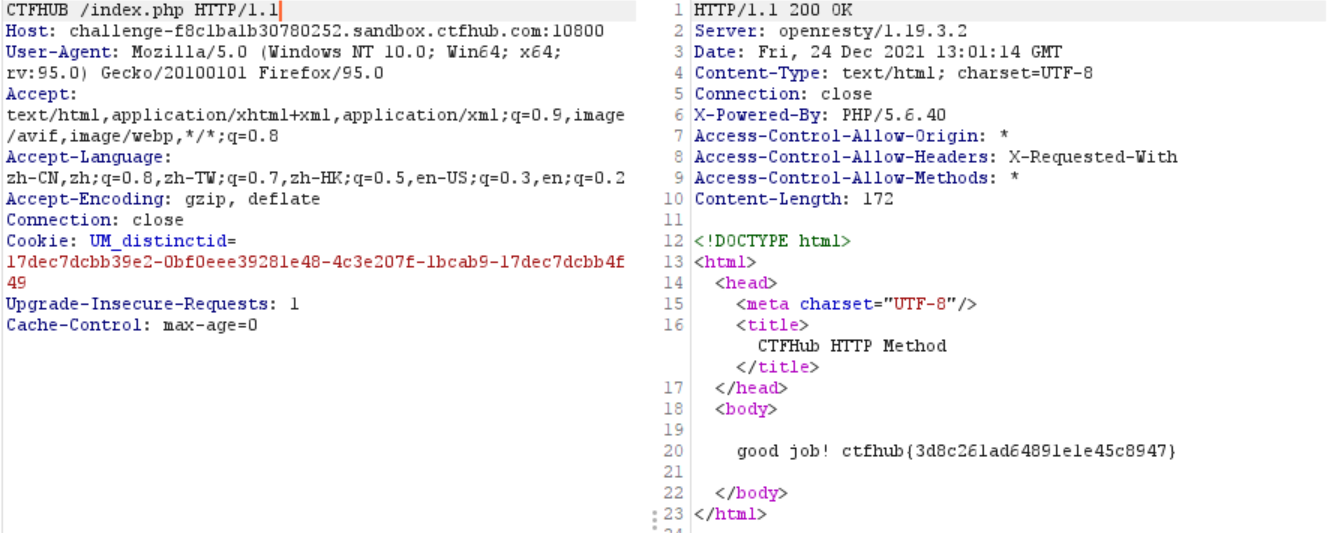 CTFHUB /index.php HTTP/1.1
Host: challenge-f8c1ba1b30780252.sandbox.ctfhub.com:10800
User-Agent: Mozilla/5.0 (Windows NT 10.0; Win64; x64;
rv:95.0) Gecko/20100101 Firefox/95.0
Accept:
text/html,application/xhtml+xml,application/xml;q=0.9,image
/avif,image/webp,*/*;q=0.8
Accept-Language:
zh-CN,zh;q=0.8,zh-TW;q=0.7,zh-HK;q=0.5,en-US;q=0.3,en;q=0.2
Accept-Encoding: gzip, deflate
Connection: close
Cookie: UM_distinctid=
17dec7dcbb39e2-0bf0eee39281e48-4c3e207f-1bcab9-17dec7dcbb4f
49
Upgrade-Insecure-Requests: 1
Cache-Control: max-age=0
1 HTTP/1.1 200 OK
2 Server: openresty/1.19.3.2
3 Date: Fri, 24 Dec 2021 13:01:14 GMT
4 Content-Type: text/html; charset=UTF-8
5 Connection: close
6 X-Powered-By: PHP/5.6.40
7 Access-Control-Allow-Origin: *
8 Access-Control-Allow-Headers: X-Requested-With
9 Access-Control-Allow-Methods: *
10 Content-Length: 172
11
12 <!DOCTYPE html>
13 <html>
14 <head>
15 <meta charset="UTF-8"/>
16 <title>
CTFHub HTTP Method
</title>
17 </head>
18 <body>
19
20 good job! ctfhub{3d8c261ad64891e1e45c8947}
21
22 </body>
23 </html>